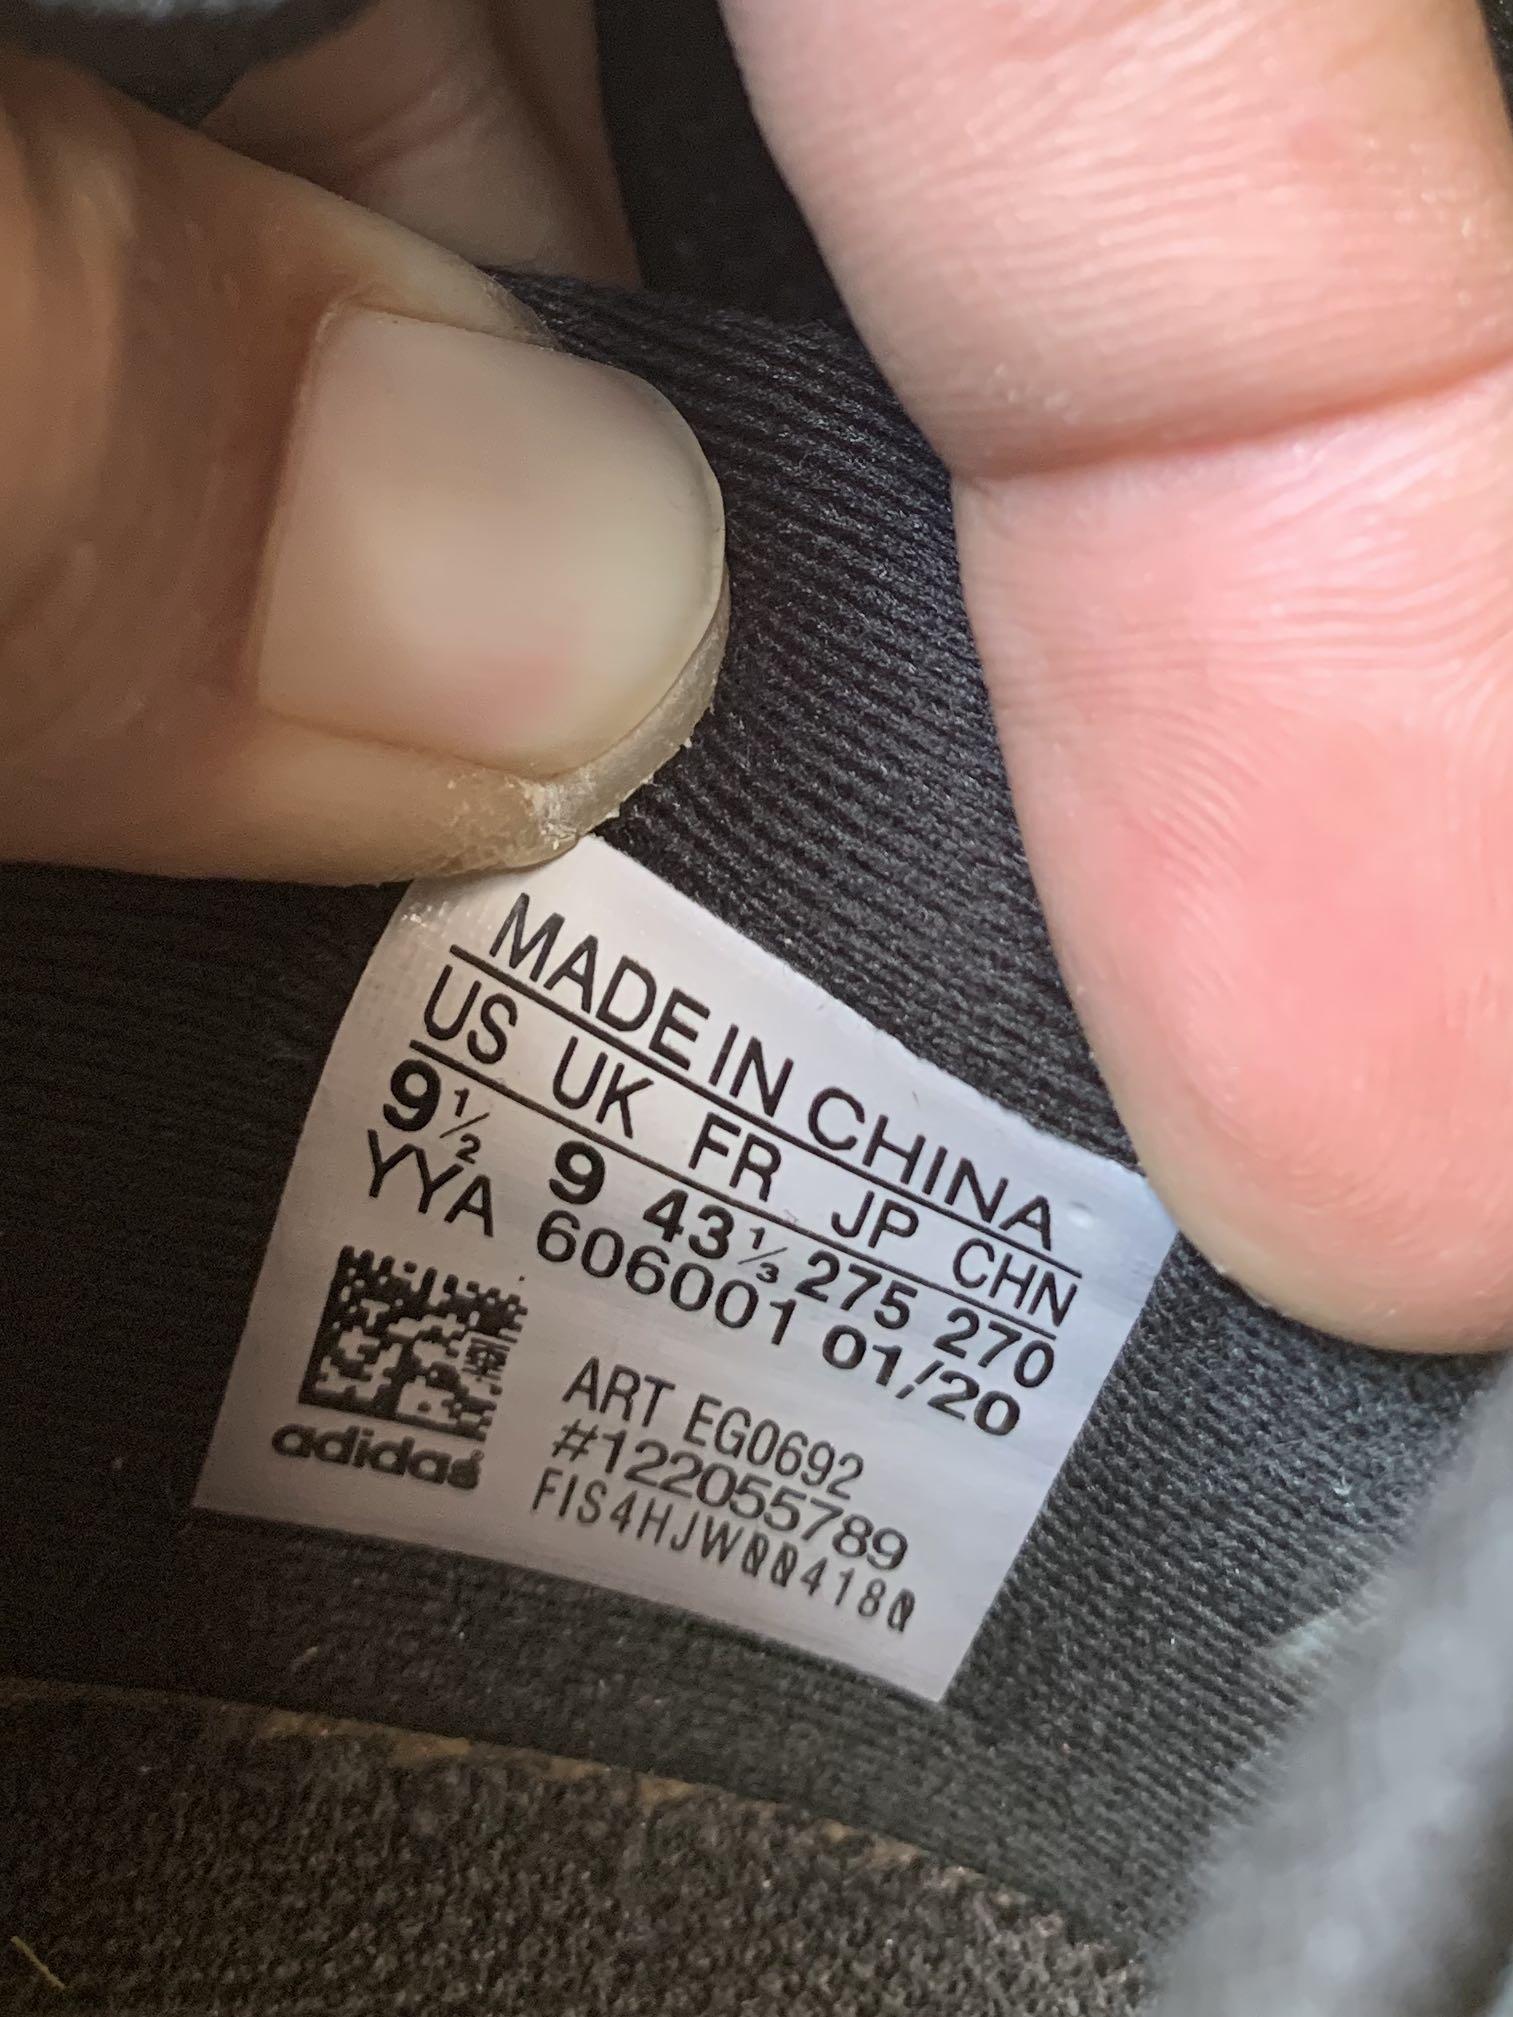 MADE IN CHINA
US UK FR JP CHN
9½ 9 43⅓ 275 270
YYA 606001 01/20
ART EG0692
#122055789
FIS4HJW004180
adidas